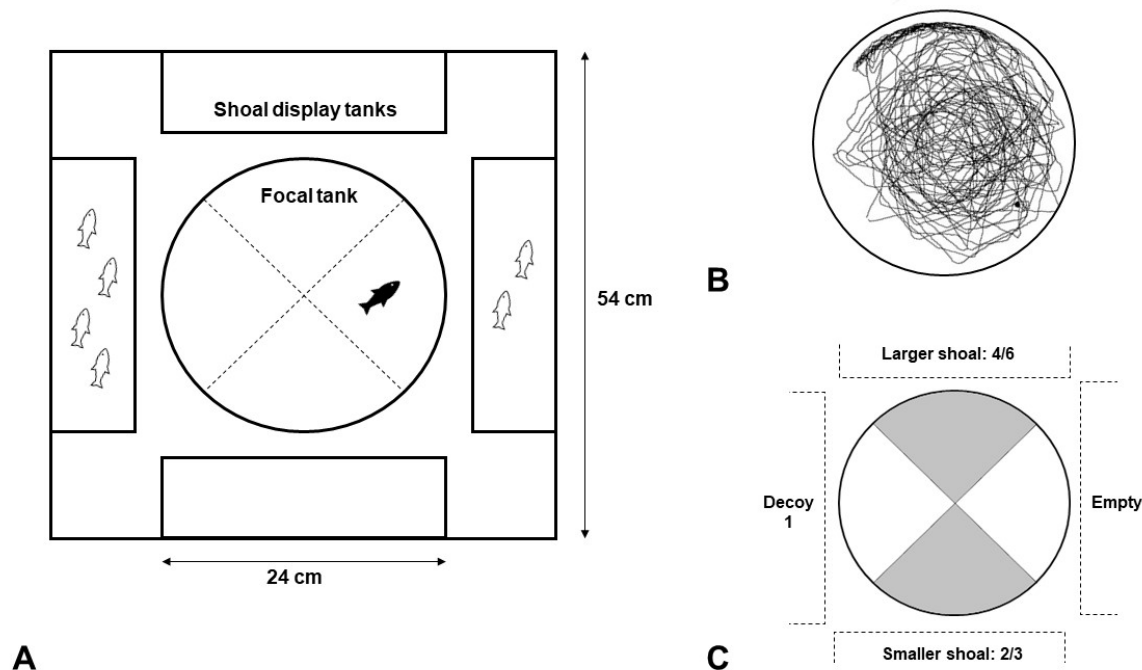 Shoal display tanks
Focal tank
54 cm
24 cm
A
B
Larger shoal: 4/6
Decoy
1
Empty
Smaller shoal: 2/3
C